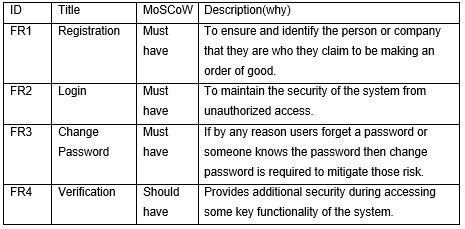 ID Title MoSCoW Description(why)
FR1 Registration Must To ensure and identify the person or company
have that they are who they claim to be making an
order of good.
FR2 Login Must To maintain the security of the system from
have unauthorized access.
FR3 Change Must If by any reason users forget a password or
Password have someone knows the password then change
password is required to mitigate those risk.
FR4 Verification Should Provides additional security during accessing
have some key functionality of the system.